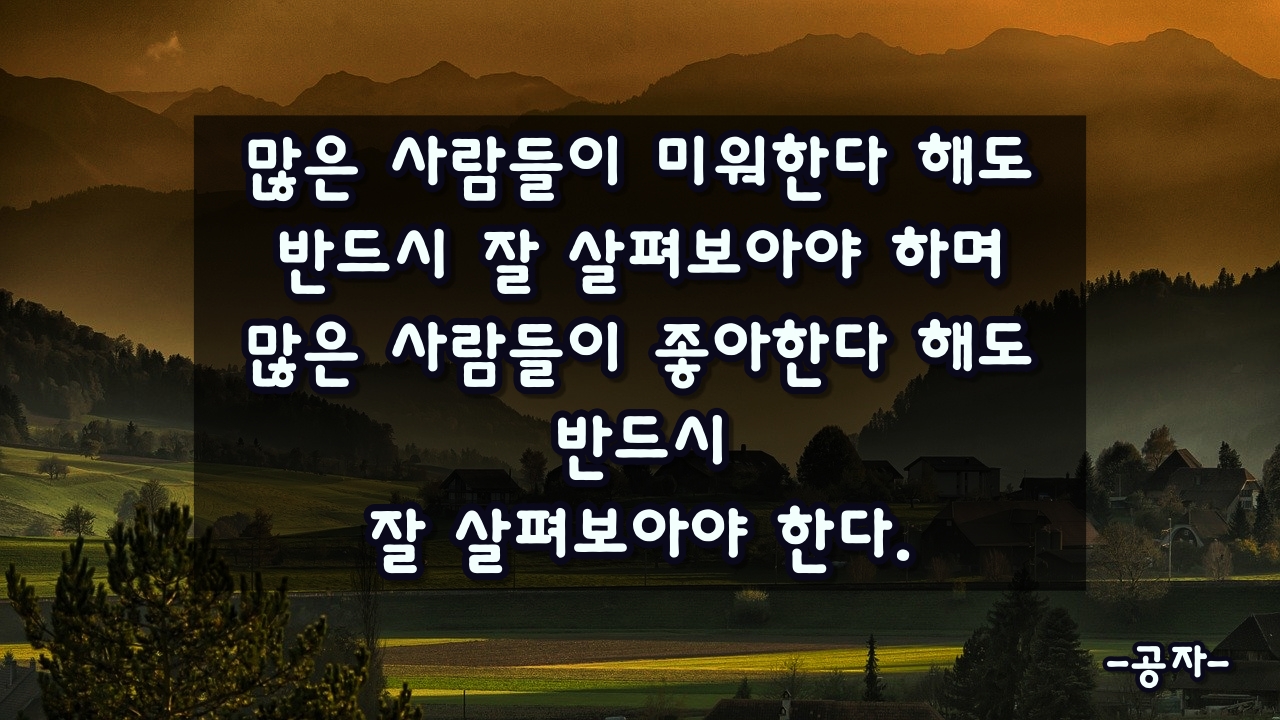 많은 사람들이 미워한다 해도
반드시 잘 살펴보아야 하며
많은 사람들이 좋아한다 해도
반드시
잘 살펴보아야 한다.
-공자-